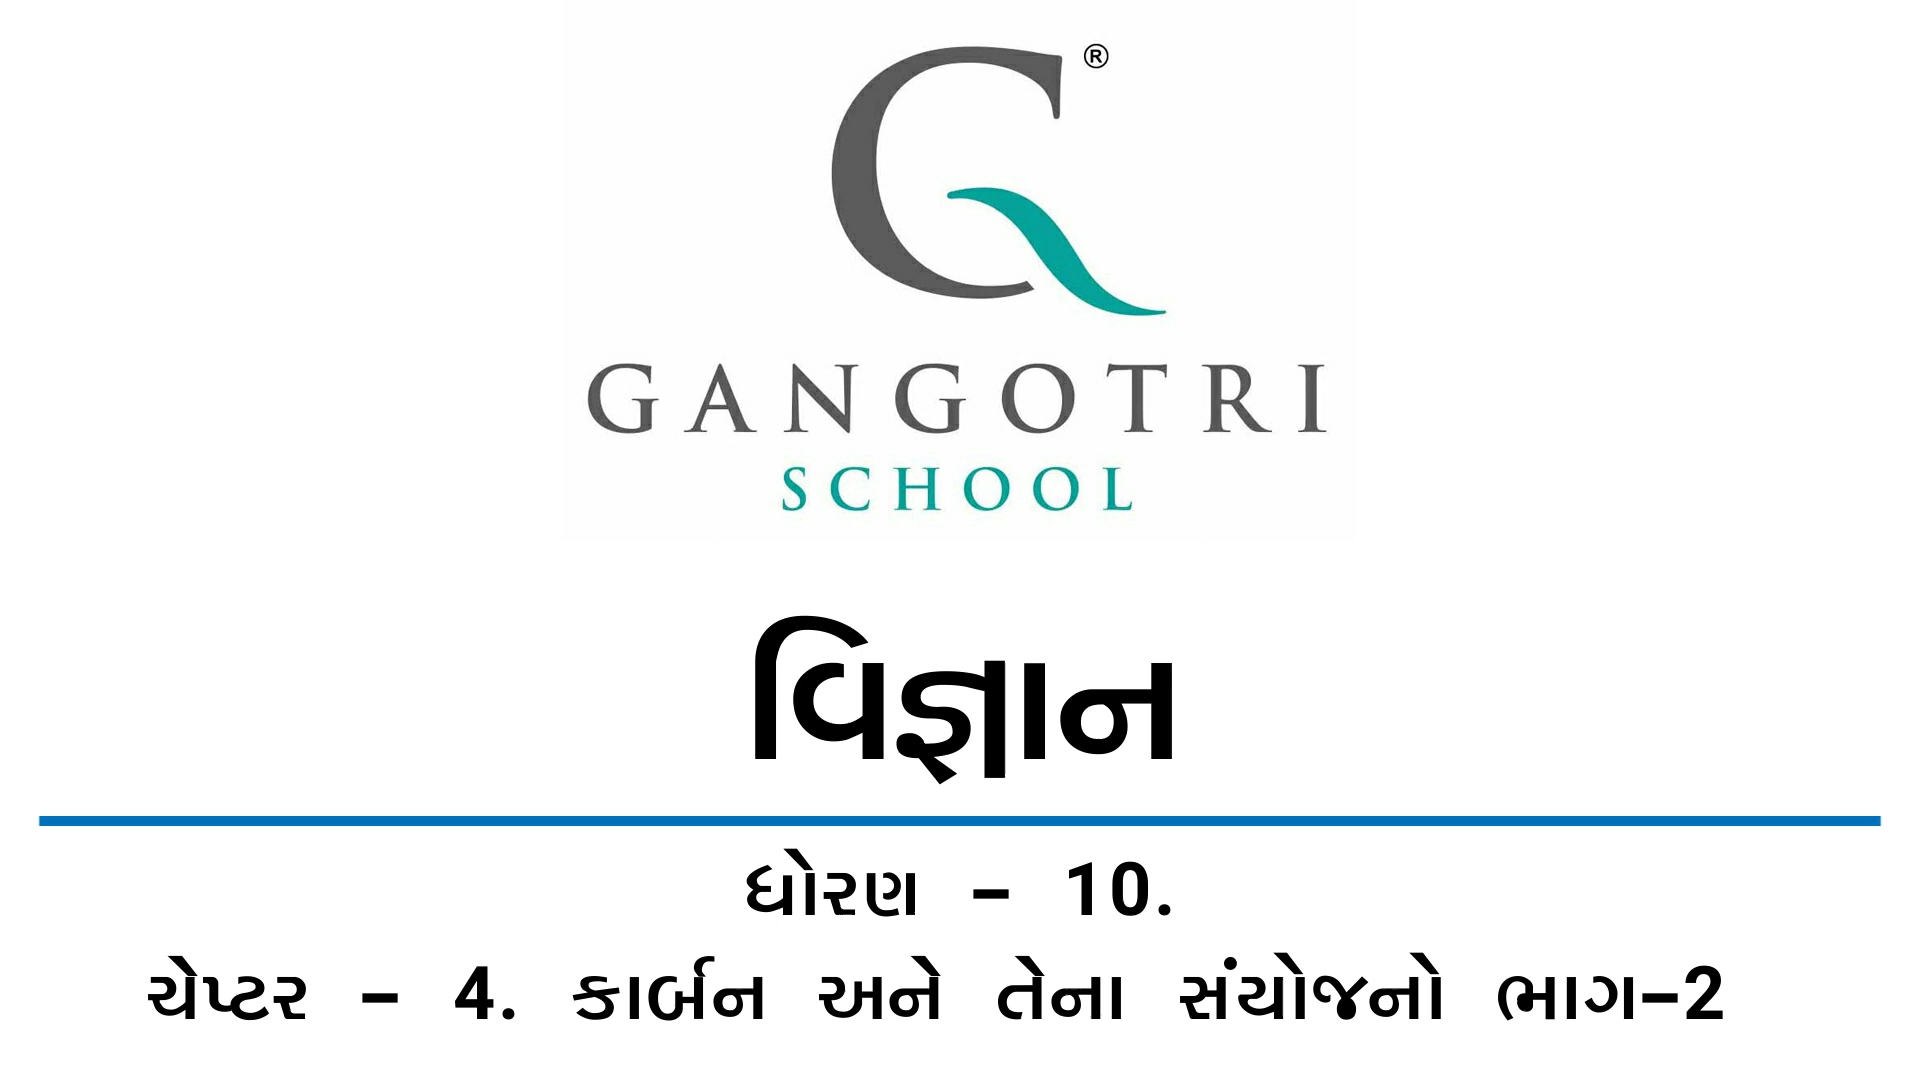 ®
GANGOTRI
SCHOOL
વિજ્ઞાન
ધોરણ – 10.
ચેપ્ટર – 4. કાર્બન અને તેના સંયોજનો ભાગ–2